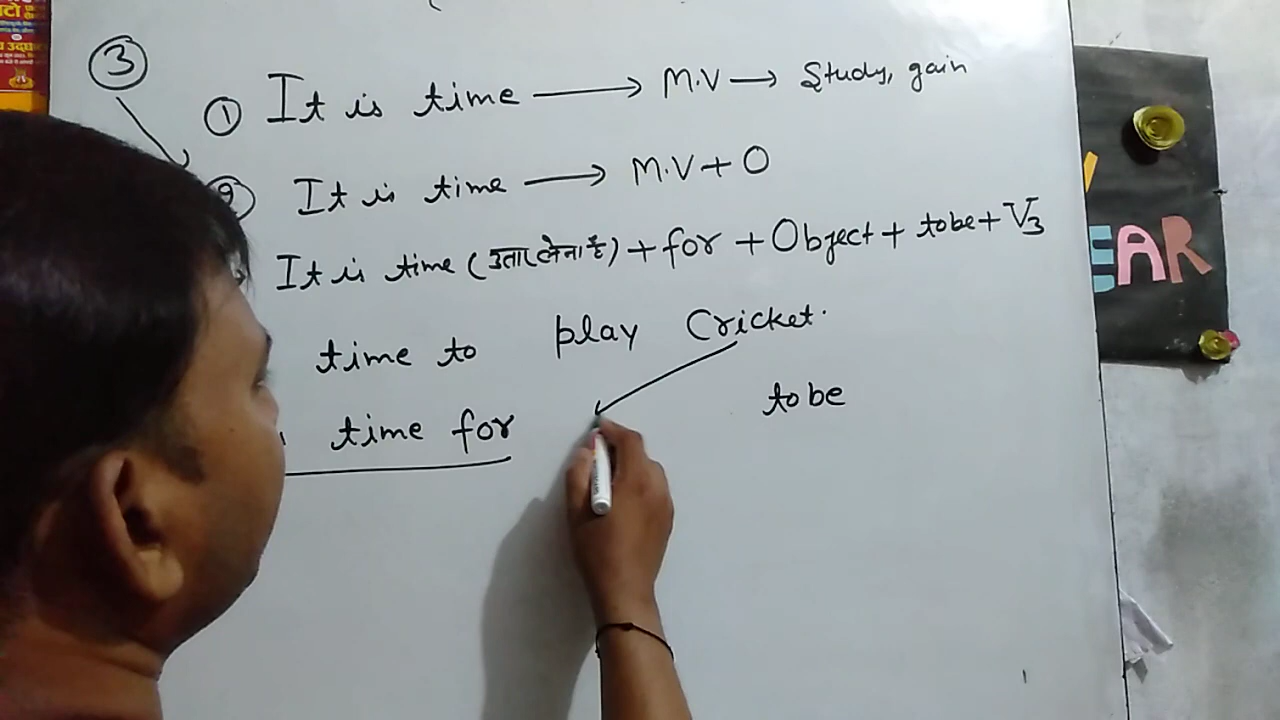 ③
① It is time ⟶ M.V ⟶ Study, gain
② It is time ⟶ M.V + O
It is time (उतार लेना है) + for + Object + to be + V3
time to play Cricket.
time for to be
EAR